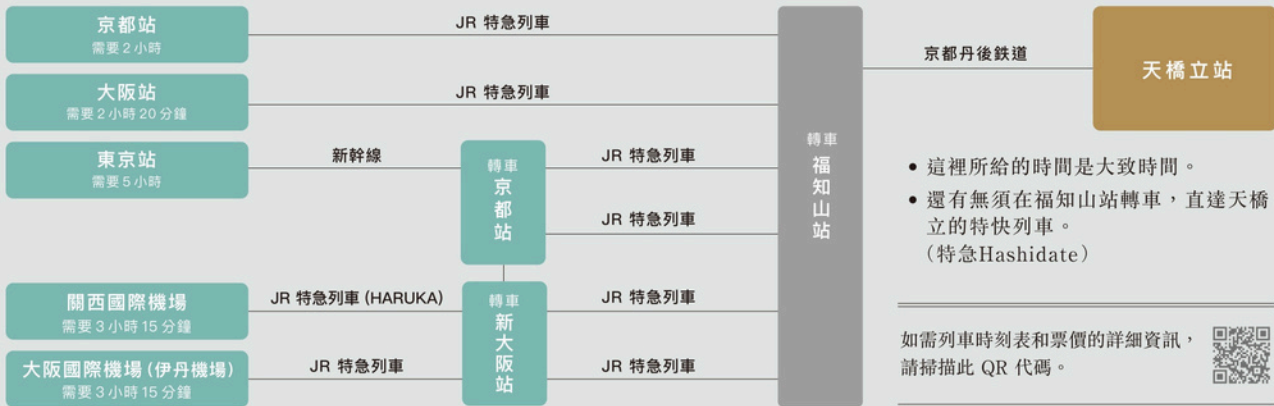 京都站
需要2小時
JR 特急列車
京都丹後鉄道
天橋立站
大阪站
需要2小時20分鐘
JR 特急列車
東京站
需要5小時
新幹線
轉車
京都站
JR 特急列車
JR 特急列車
轉車
福知山站
• 這裡所給的時間是大致時間。
• 還有無須在福知山站轉車，直達天橋
立的特快列車。
（特急Hashidate）
關西國際機場
需要3小時15分鐘
JR 特急列車 (HARUKA)
轉車
新大阪站
JR 特急列車
大阪國際機場(伊丹機場)
需要3小時15分鐘
JR 特急列車
JR 特急列車
如需列車時刻表和票價的詳細資訊，
請掃描此 QR 代碼。